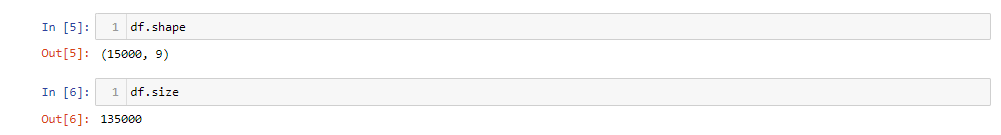 In [5]: 1 df.shape
Out[5]: (15000, 9)
In [6]: 1 df.size
Out[6]: 135000